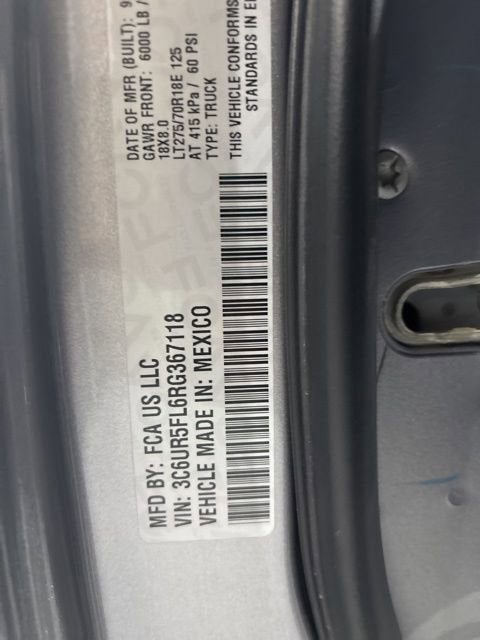 MFD BY: FCA US LLC
DATE OF MFR (BUILT): 9
GAWR FRONT: 6000 LB /
18X8.0
LT275/70R18E 125
AT 415 kPa / 60 PSI
TYPE: TRUCK
VIN: 3C6UR5FL6RG367118
VEHICLE MADE IN: MEXICO
THIS VEHICLE CONFORMS
STANDARDS IN